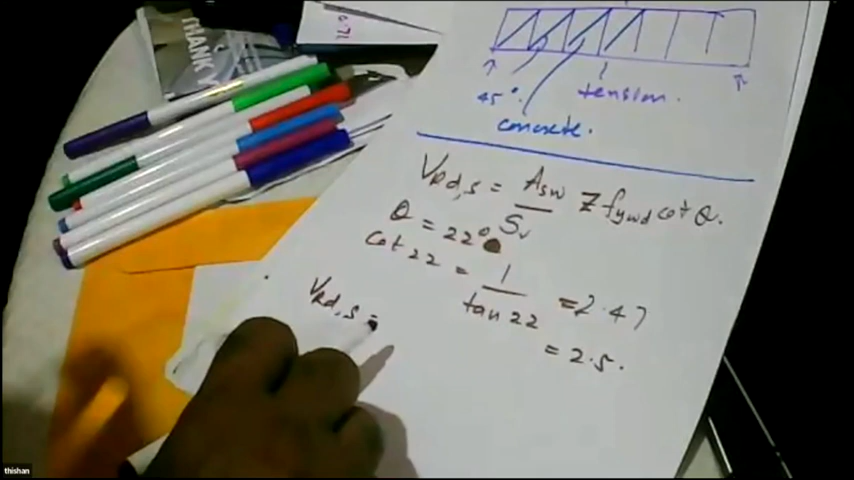 THANK Y
45°.
tension.
concrete.
VRd,s = Asw/Sv Z fywd cot θ.
θ = 22°
Cot 22 = 1/tan 22 = 2.47
= 2.5.
VRd,s =
thishan